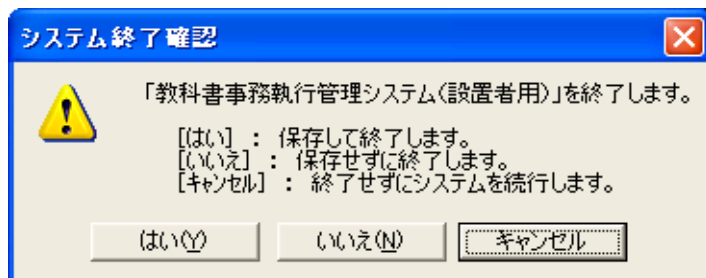 システム終了確認
「教科書事務執行管理システム(設置者用)」を終了します。
[はい] : 保存して終了します。
[いいえ] : 保存せずに終了します。
[キャンセル] : 終了せずにシステムを続行します。
はい(Y) いいえ(N) キャンセル